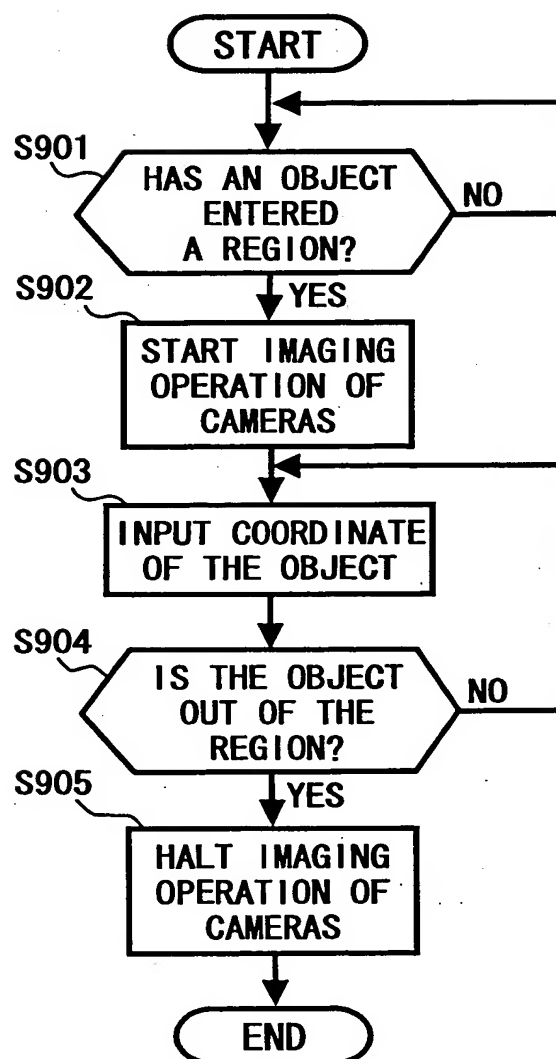 START
S901
HAS AN OBJECT
ENTERED
A REGION?
NO
YES
S902
START IMAGING
OPERATION OF
CAMERAS
S903
INPUT COORDINATE
OF THE OBJECT
S904
IS THE OBJECT
OUT OF THE
REGION?
NO
YES
S905
HALT IMAGING
OPERATION OF
CAMERAS
END